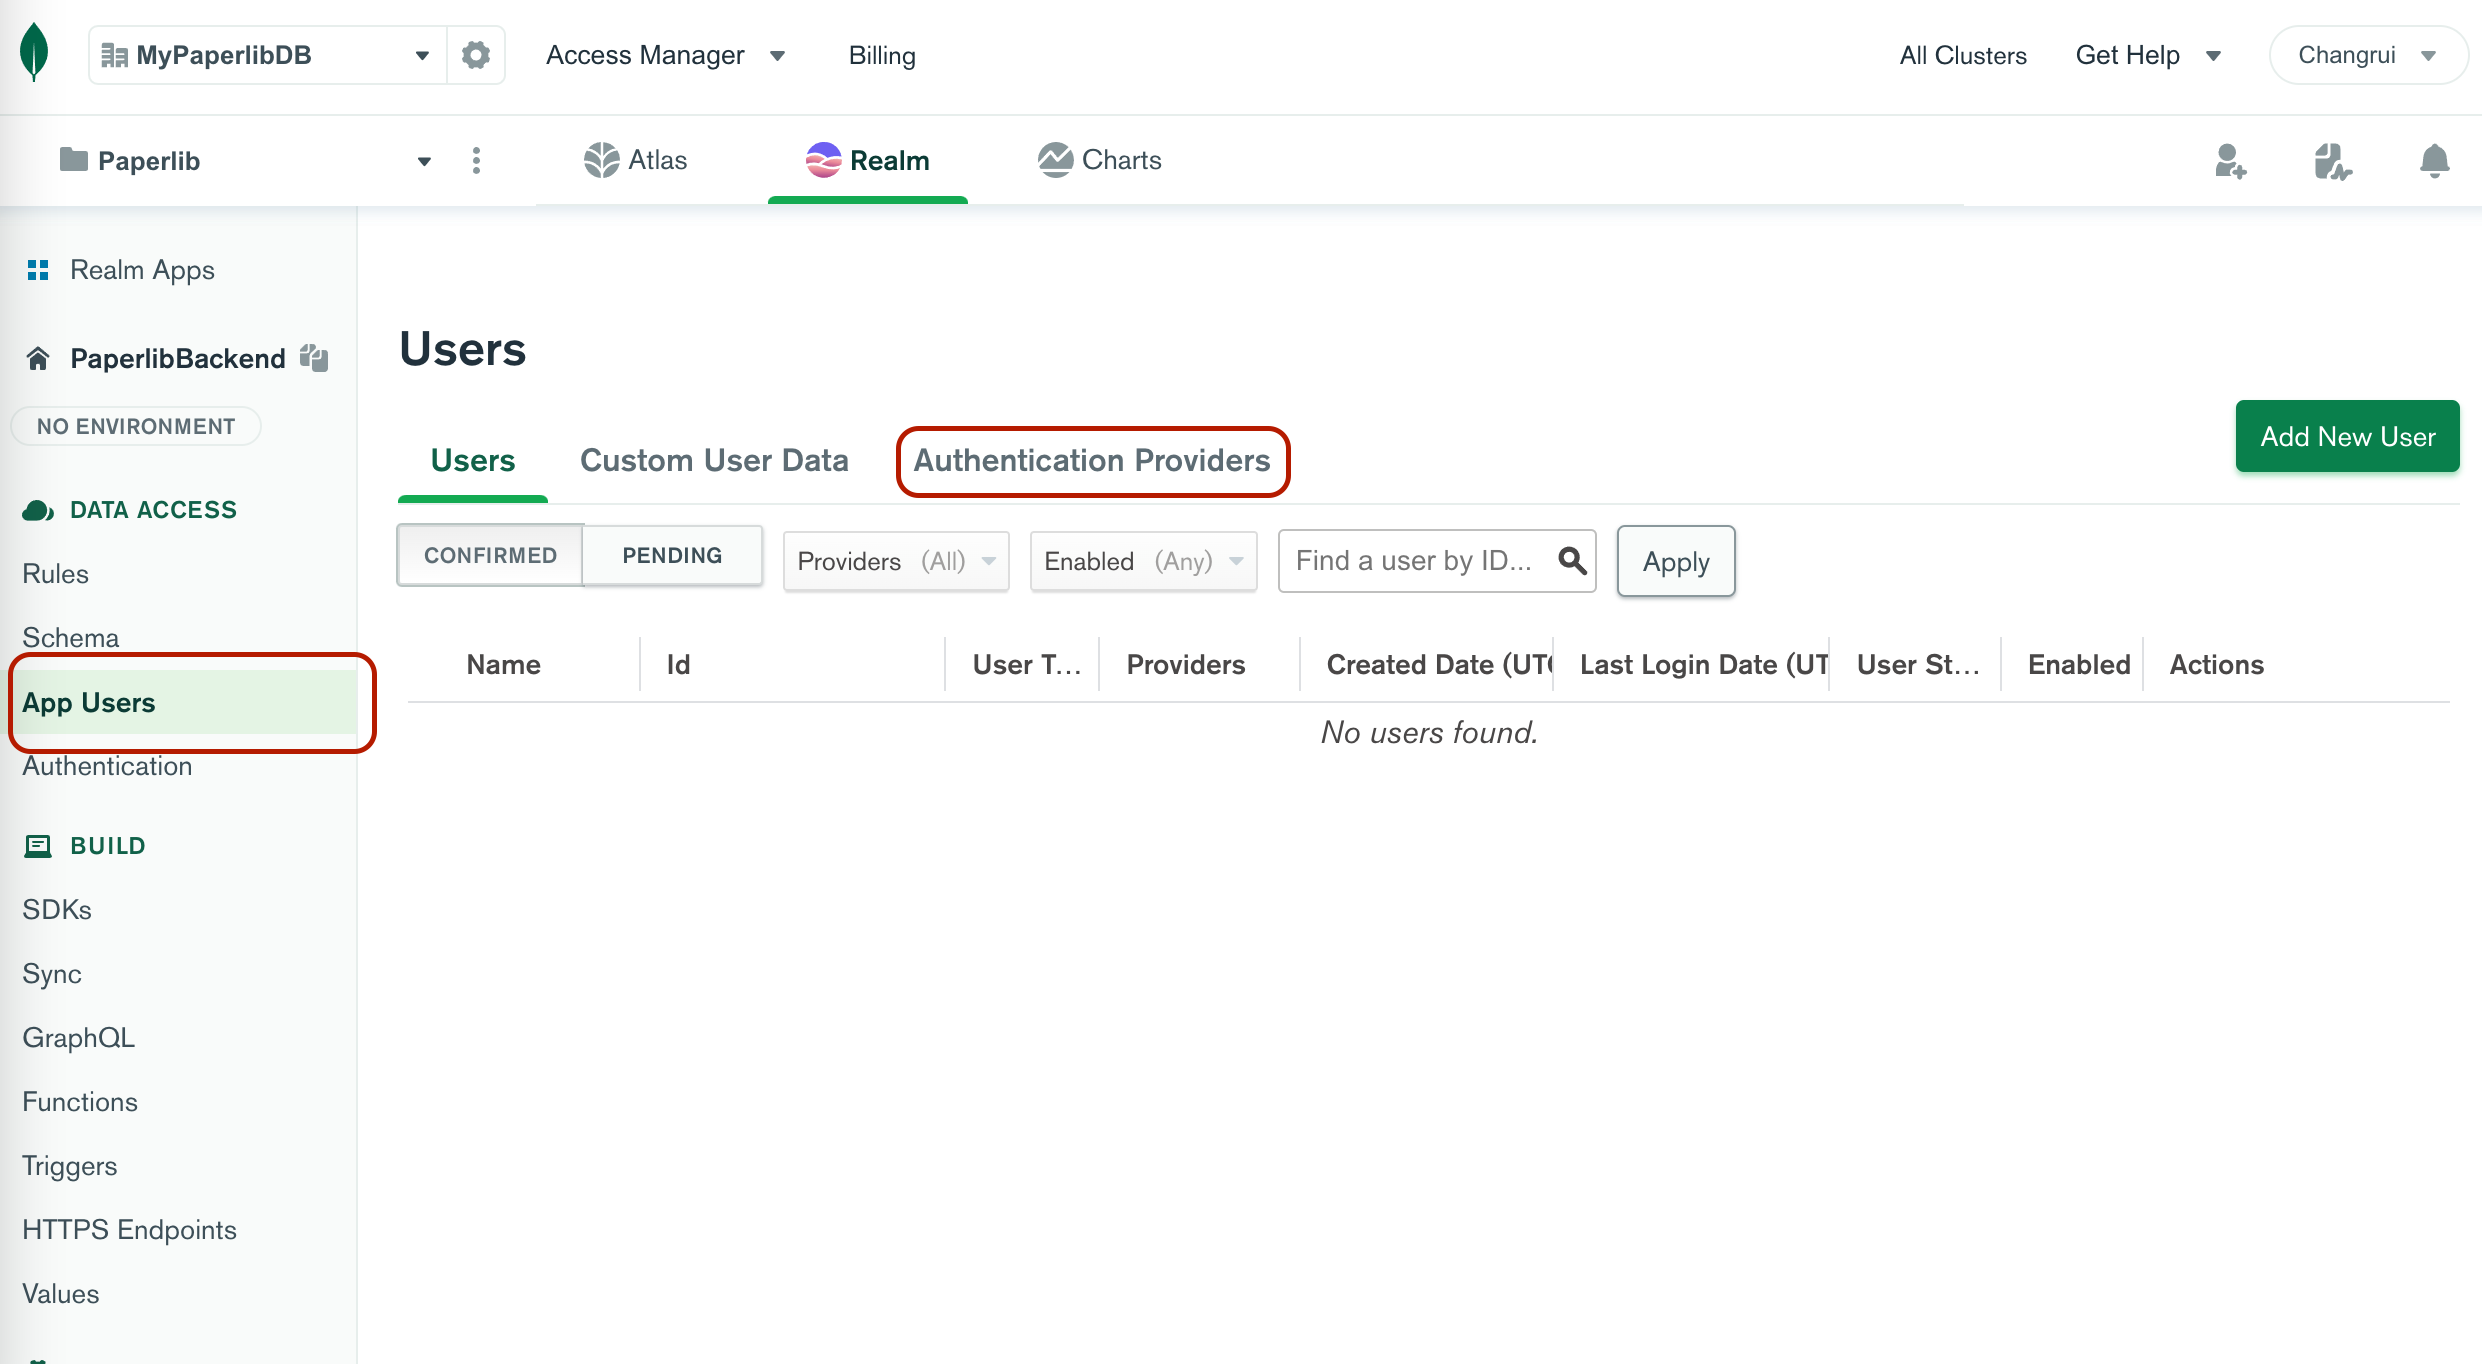 MyPaperlibDB
Access Manager
Billing
All Clusters
Get Help
Changrui
Paperlib
Atlas
Realm
Charts
Realm Apps
PaperlibBackend
NO ENVIRONMENT
DATA ACCESS
Rules
Schema
App Users
Authentication
BUILD
SDKs
Sync
GraphQL
Functions
Triggers
HTTPS Endpoints
Values
Users
Users Custom User Data Authentication Providers
Add New User
CONFIRMED PENDING Providers (All) Enabled (Any) Find a user by ID... Apply
Name Id User T... Providers Created Date (UT Last Login Date (UT User St... Enabled Actions
No users found.